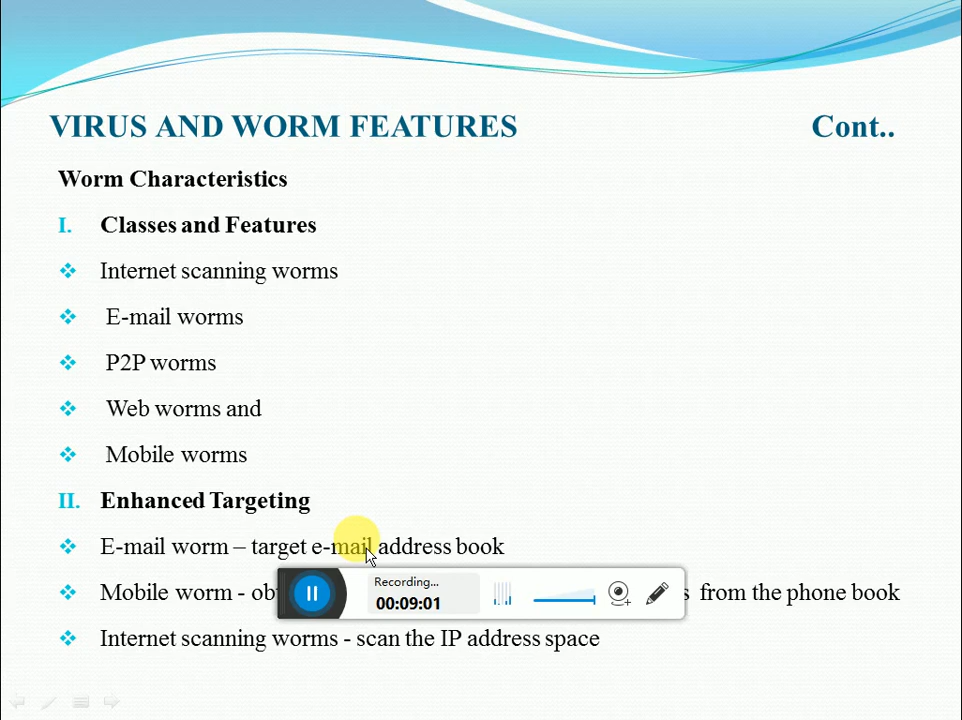 VIRUS AND WORM FEATURES Cont..
Worm Characteristics
I. Classes and Features
Internet scanning worms
E-mail worms
P2P worms
Web worms and
Mobile worms
II. Enhanced Targeting
E-mail worm – target e-mail address book
Recording...
Mobile worm - from the phone book
00:09:01
Internet scanning worms - scan the IP address space